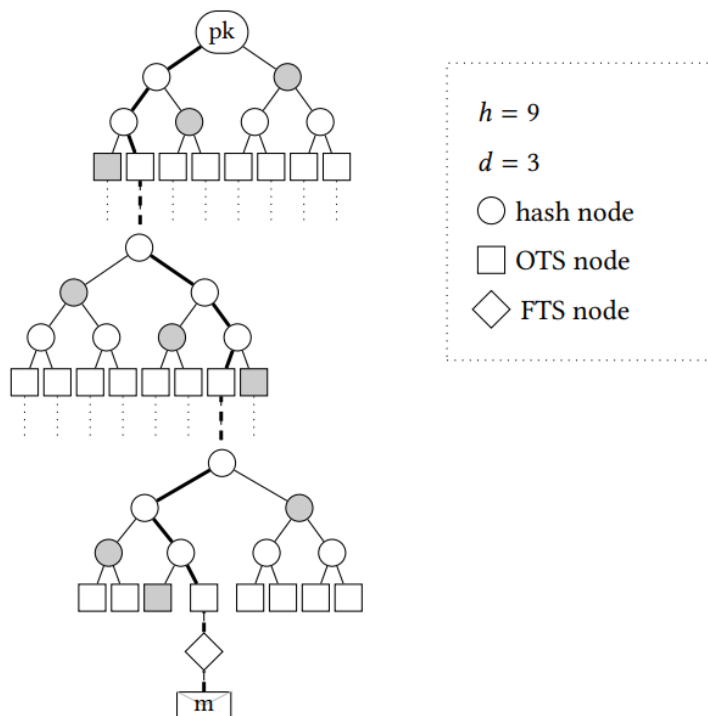 pk
h = 9
d = 3
hash node
OTS node
FTS node
m